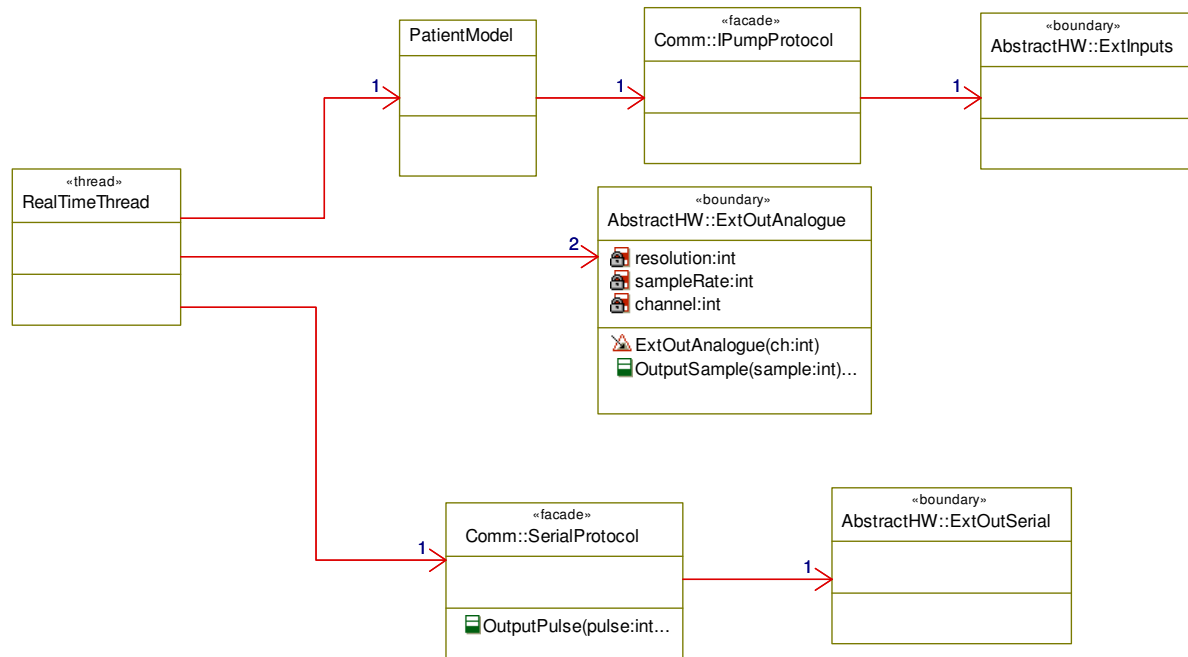 PatientModel
«facade»
Comm::IPumpProtocol
«boundary»
AbstractHW::ExtInputs
1
1
1
«thread»
RealTimeThread
«boundary»
AbstractHW::ExtOutAnalogue
2
resolution:int
sampleRate:int
channel:int
ExtOutAnalogue(ch:int)
OutputSample(sample:int)...
«facade»
Comm::SerialProtocol
1
OutputPulse(pulse:int...
«boundary»
AbstractHW::ExtOutSerial
1